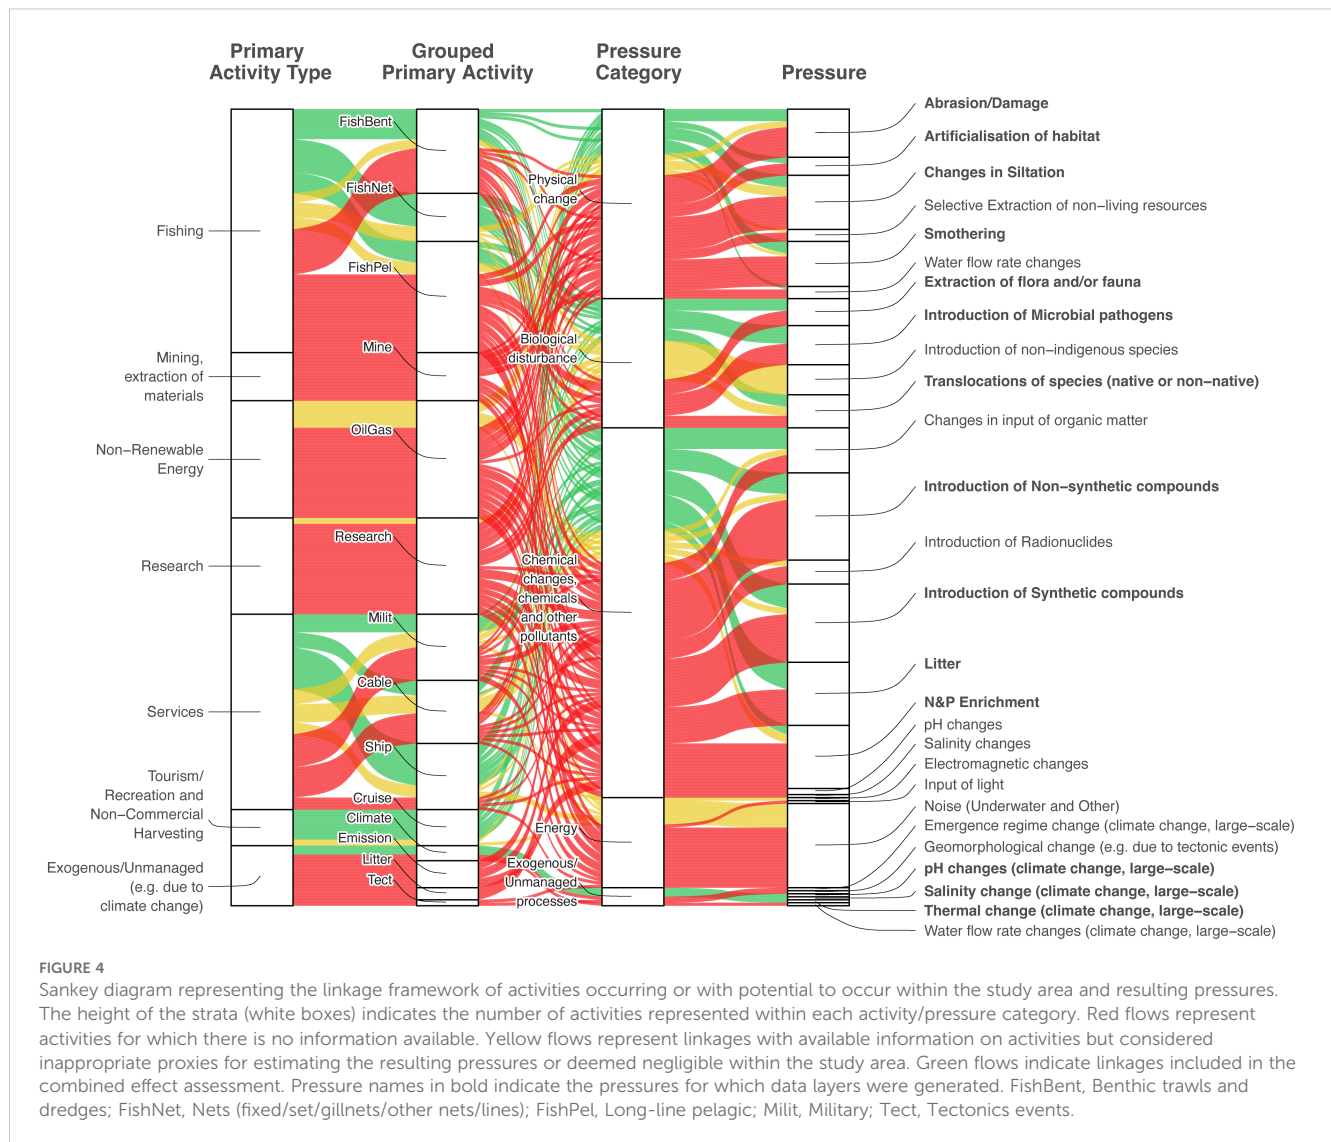 Primary
Activity Type
Grouped
Primary Activity
Pressure
Category
Pressure
Fishing
Mining,
extraction of
materials
Non−Renewable
Energy
Research
Services
Tourism/
Recreation and
Non−Commercial
Harvesting
Exogenous/Unmanaged
(e.g. due to
climate change)
FishBent
FishNet
FishPel
Mine
OilGas
Research
Milit
Cable
Ship
Cruise
Climate
Emission
Litter
Tect
Physical
change
Biological
disturbance
Chemical
changes,
chemicals
and other
pollutants
Energy
Exogenous/
Unmanaged
processes
Abrasion/Damage
Artificialisation of habitat
Changes in Siltation
Selective Extraction of non−living resources
Smothering
Water flow rate changes
Extraction of flora and/or fauna
Introduction of Microbial pathogens
Introduction of non−indigenous species
Translocations of species (native or non−native)
Changes in input of organic matter
Introduction of Non−synthetic compounds
Introduction of Radionuclides
Introduction of Synthetic compounds
Litter
N&P Enrichment
pH changes
Salinity changes
Electromagnetic changes
Input of light
Noise (Underwater and Other)
Emergence regime change (climate change, large−scale)
Geomorphological change (e.g. due to tectonic events)
pH changes (climate change, large−scale)
Salinity change (climate change, large−scale)
Thermal change (climate change, large−scale)
Water flow rate changes (climate change, large−scale)
FIGURE 4
Sankey diagram representing the linkage framework of activities occurring or with potential to occur within the study area and resulting pressures.
The height of the strata (white boxes) indicates the number of activities represented within each activity/pressure category. Red flows represent
activities for which there is no information available. Yellow flows represent linkages with available information on activities but considered
inappropriate proxies for estimating the resulting pressures or deemed negligible within the study area. Green flows indicate linkages included in the
combined effect assessment. Pressure names in bold indicate the pressures for which data layers were generated. FishBent, Benthic trawls and
dredges; FishNet, Nets (fixed/set/gillnets/other nets/lines); FishPel, Long-line pelagic; Milit, Military; Tect, Tectonics events.